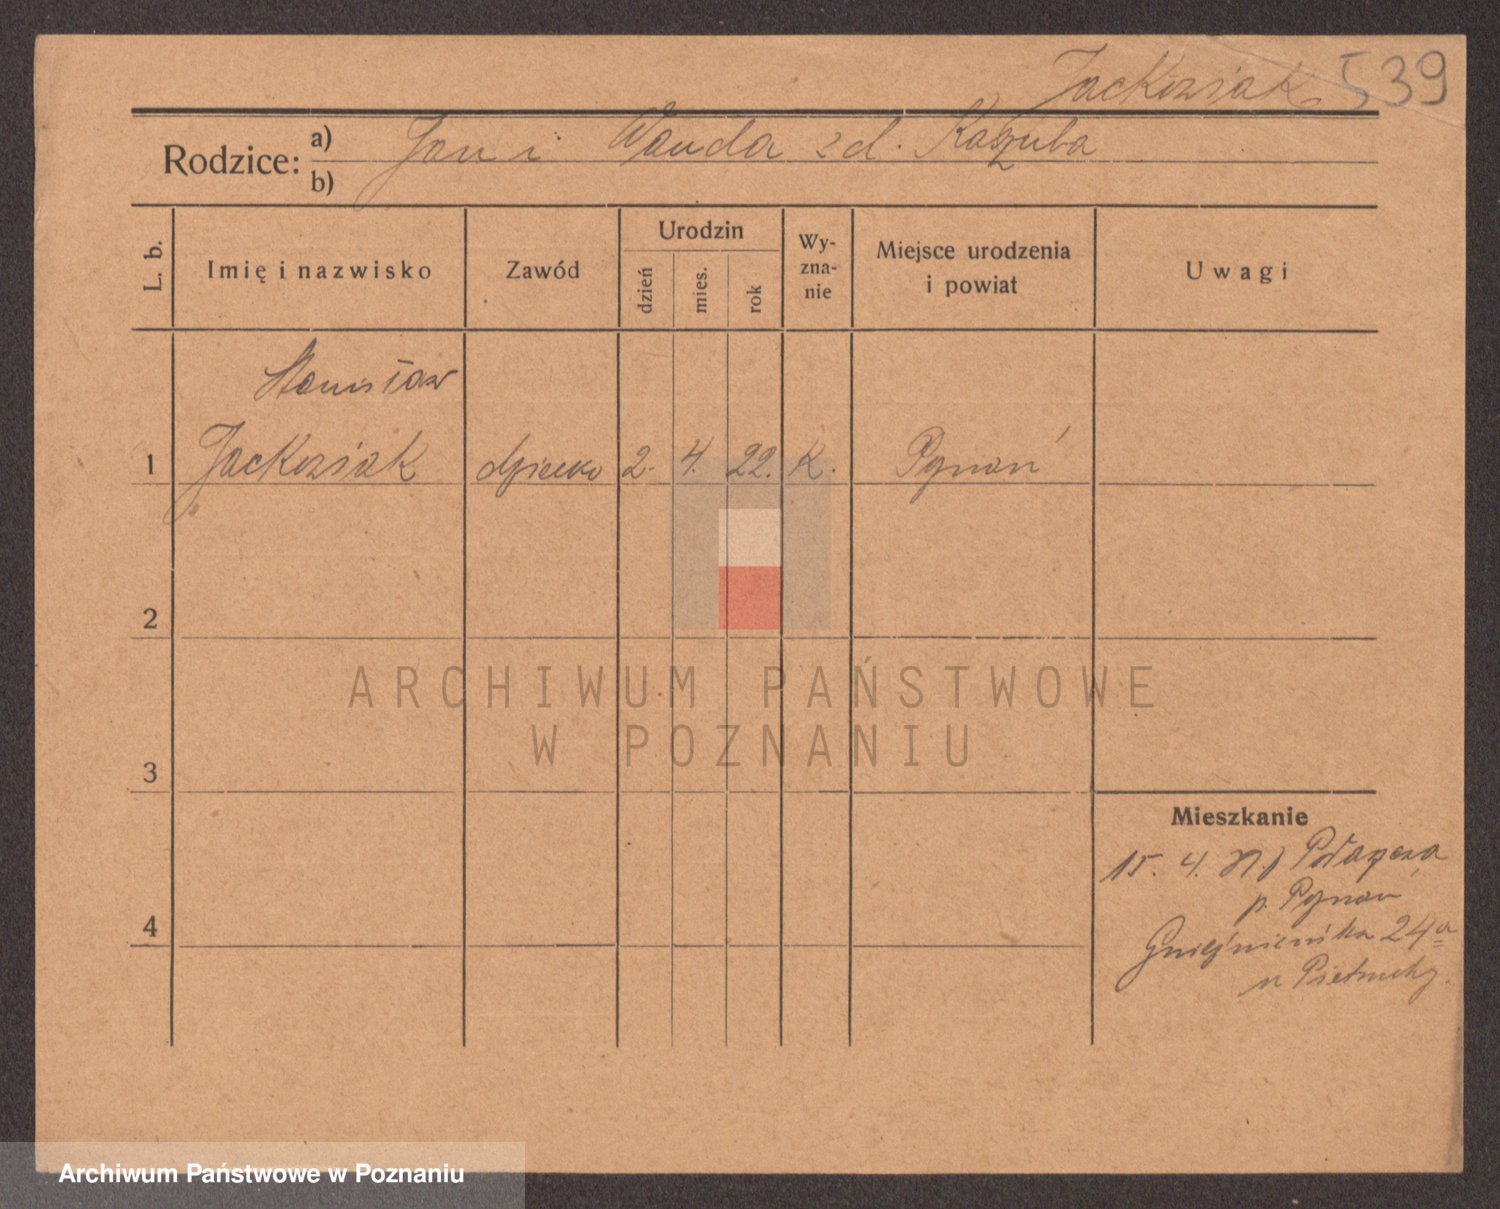 Jackowiak 539
Rodzice: a) Jan i Wanda zd. Kaszuba
b)
L. b. Imię i nazwisko Zawód Urodzin dzień mies. rok Wy-zna-nie Miejsce urodzenia i powiat Uwagi
Stanisław
1 Jackowiak dziecko 2. 4. 22. K. Poznań
2
3
4
Mieszkanie
15. 4.
p. Poznań
Gnieźnieńska 24a
u Pietruchy.
ARCHIWUM PAŃSTWOWE
W POZNANIU
Archiwum Państwowe w Poznaniu